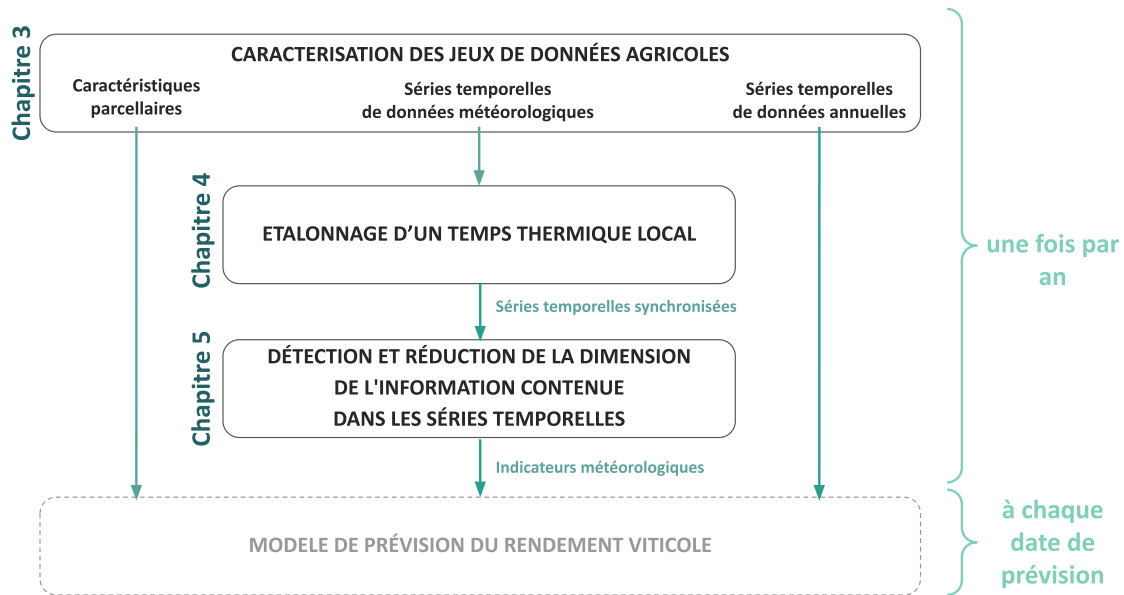 Chapitre 3
CARACTERISATION DES JEUX DE DONNÉES AGRICOLES
Caractéristiques
parcellaires
Séries temporelles
de données météorologiques
Séries temporelles
de données annuelles
Chapitre 4
ETALONNAGE D’UN TEMPS THERMIQUE LOCAL
une fois par
an
Séries temporelles synchronisées
Chapitre 5
DÉTECTION ET RÉDUCTION DE LA DIMENSION
DE L'INFORMATION CONTENUE
DANS LES SÉRIES TEMPORELLES
Indicateurs météorologiques
MODELE DE PRÉVISION DU RENDEMENT VITICOLE
à chaque
date de
prévision